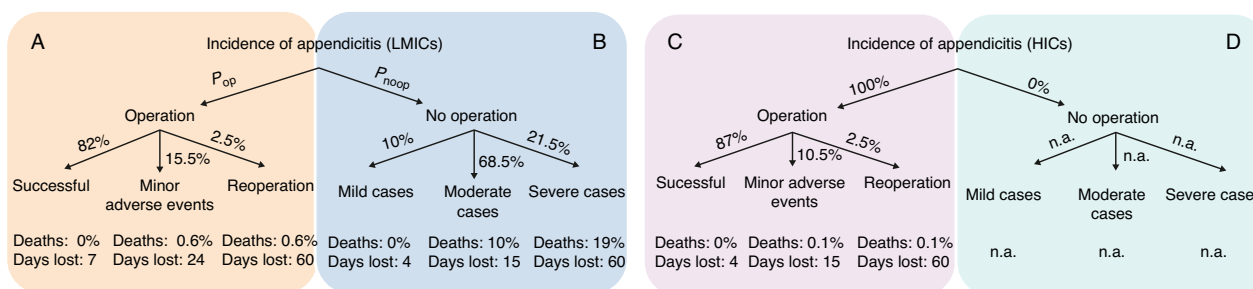 A
Incidence of appendicitis (LMICs)
B
P_op
P_noop
Operation
No operation
82%
15.5%
2.5%
10%
68.5%
21.5%
Successful
Minor
adverse events
Reoperation
Mild cases
Moderate
cases
Severe cases
Deaths: 0%
Days lost: 7
Deaths: 0.6%
Days lost: 24
Deaths: 0.6%
Days lost: 60
Deaths: 0%
Days lost: 4
Deaths: 10%
Days lost: 15
Deaths: 19%
Days lost: 60
C
Incidence of appendicitis (HICs)
D
100%
0%
Operation
No operation
87%
10.5%
2.5%
n.a.
n.a.
n.a.
Sucessful
Minor adverse
events
Reoperation
Mild cases
Moderate
cases
Severe case
Deaths: 0%
Days lost: 4
Deaths: 0.1%
Days lost: 15
Deaths: 0.1%
Days lost: 60
n.a.
n.a.
n.a.